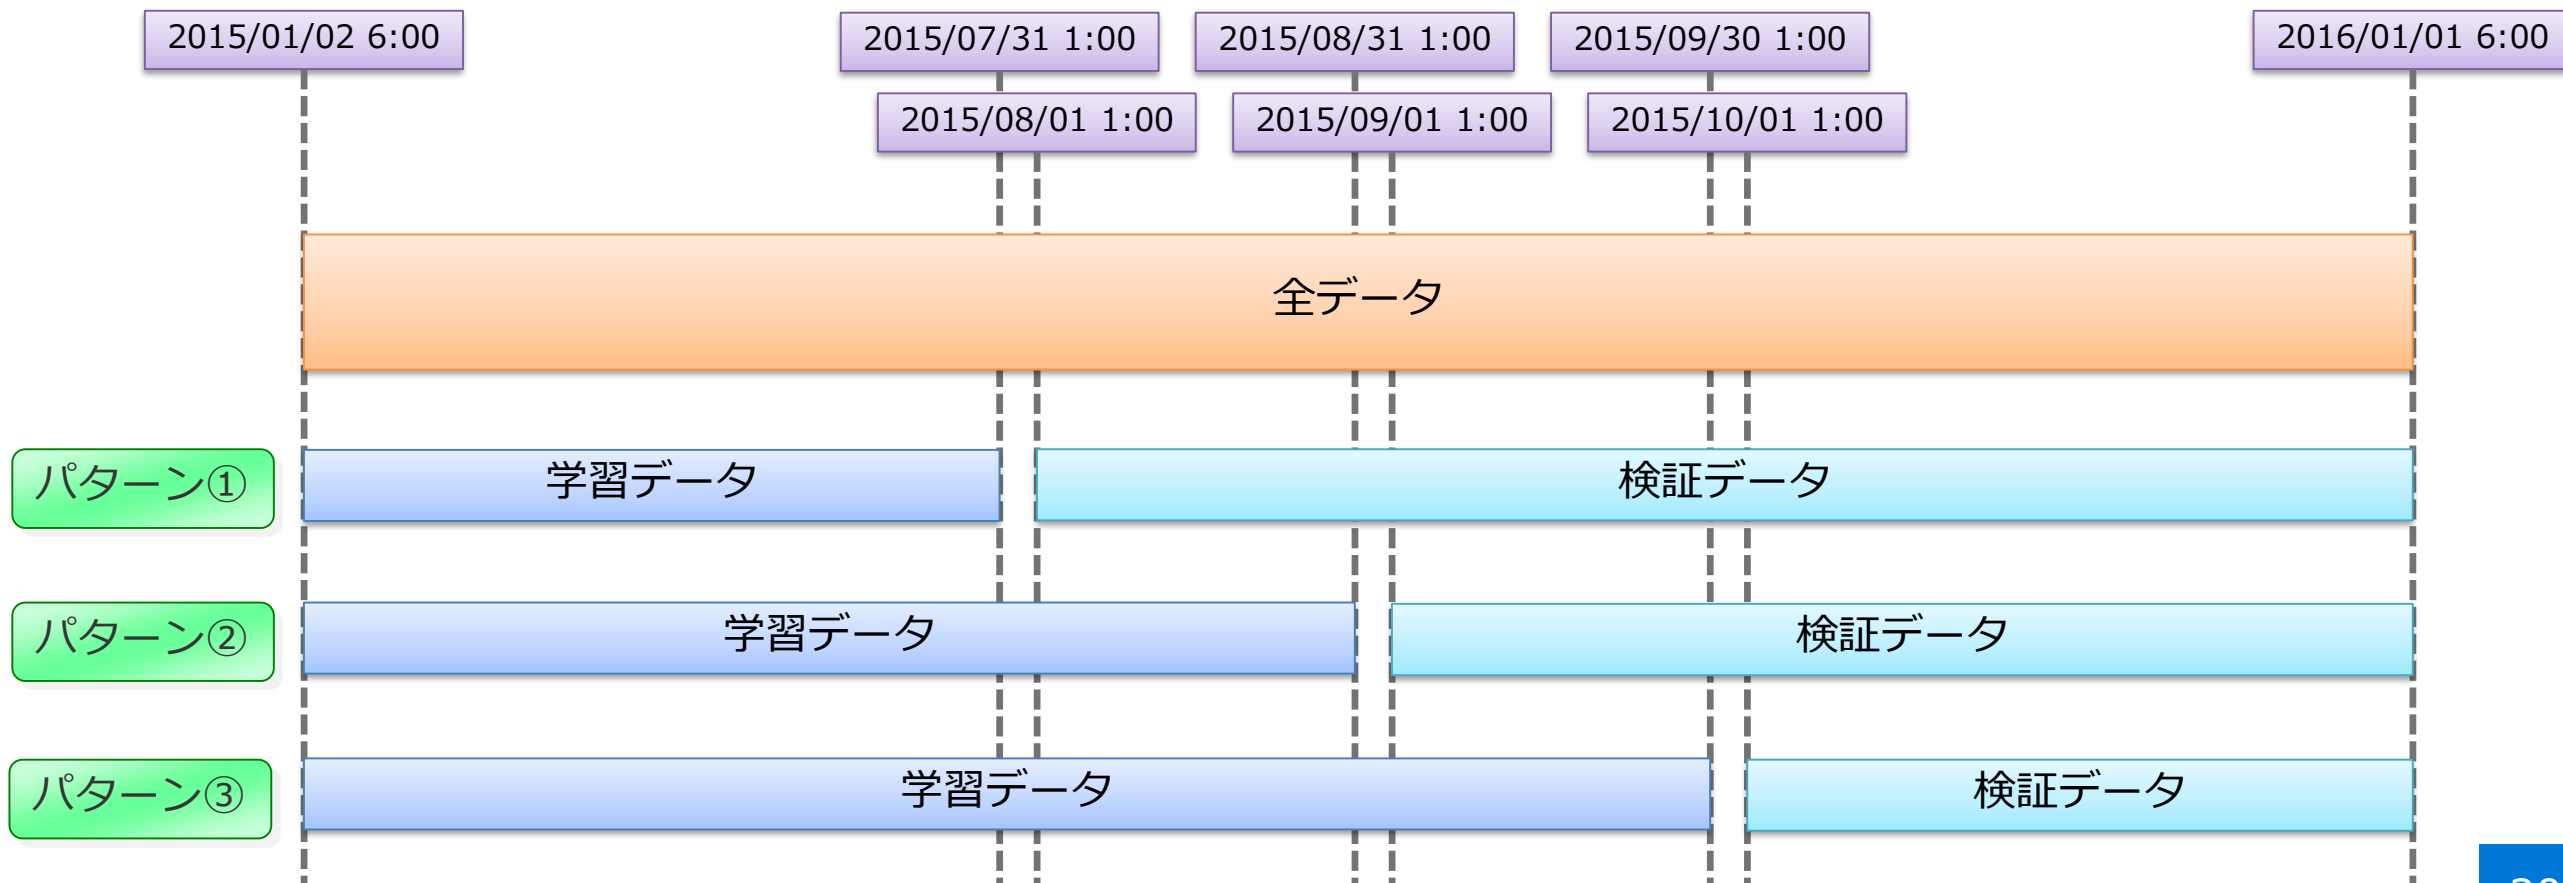 2015/01/02 6:00
2015/07/31 1:00
2015/08/31 1:00
2015/09/30 1:00
2016/01/01 6:00
2015/08/01 1:00
2015/09/01 1:00
2015/10/01 1:00
全データ
パターン①
学習データ
検証データ
パターン②
学習データ
検証データ
パターン③
学習データ
検証データ